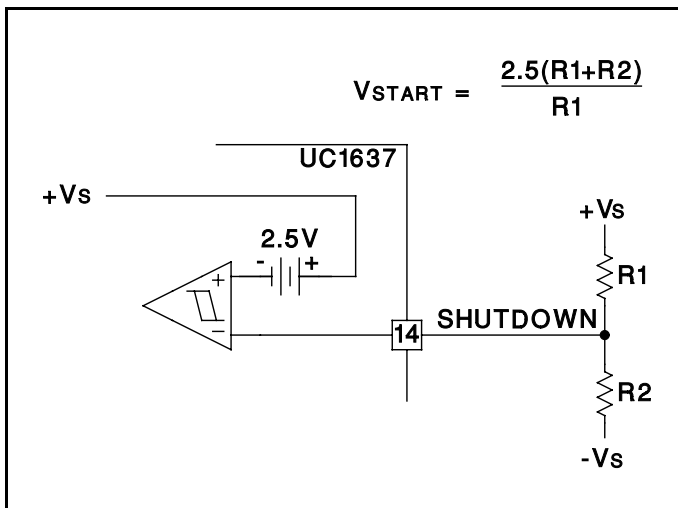 VSTART = 2.5(R1+R2)
R1
UC1637
+Vs
2.5V
- +
+
-
14
SHUTDOWN
+Vs
R1
R2
-Vs